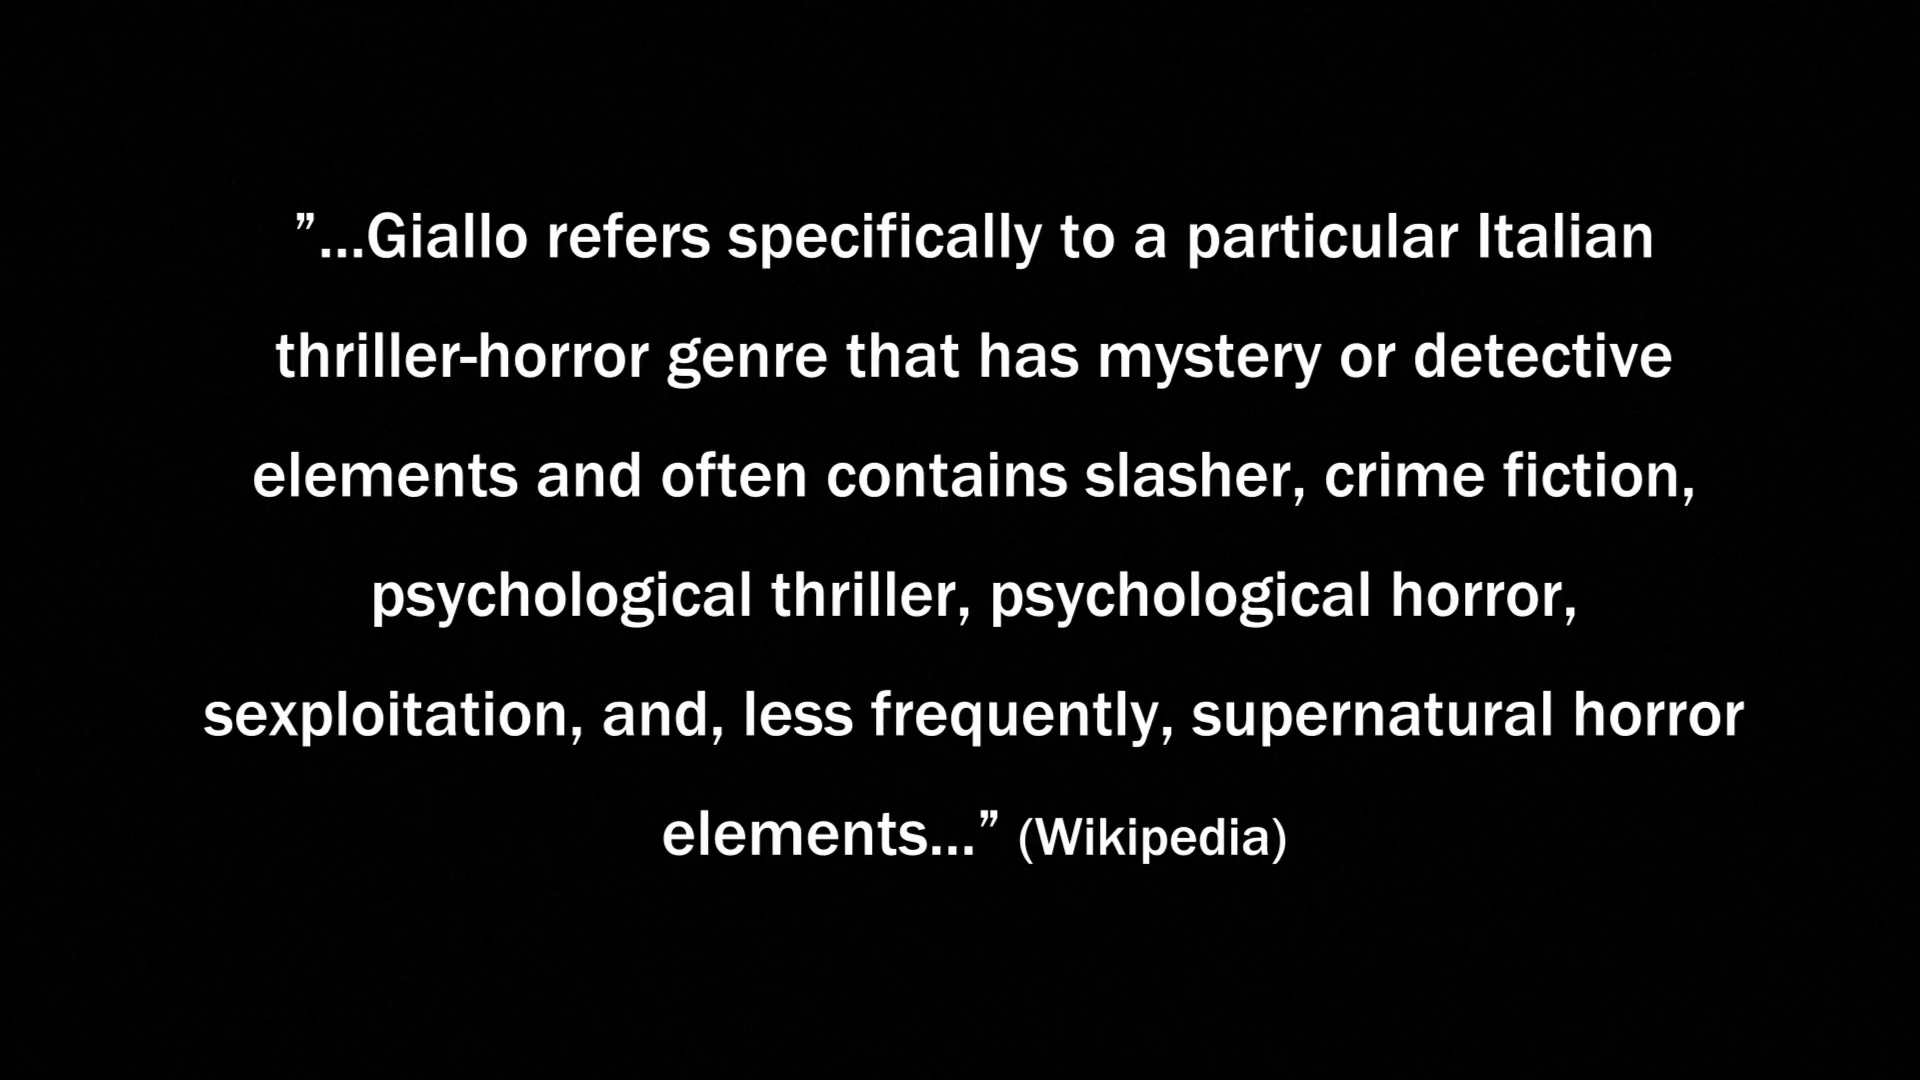 ”...Giallo refers specifically to a particular Italian
thriller-horror genre that has mystery or detective
elements and often contains slasher, crime fiction,
psychological thriller, psychological horror,
sexploitation, and, less frequently, supernatural horror
elements...” (Wikipedia)